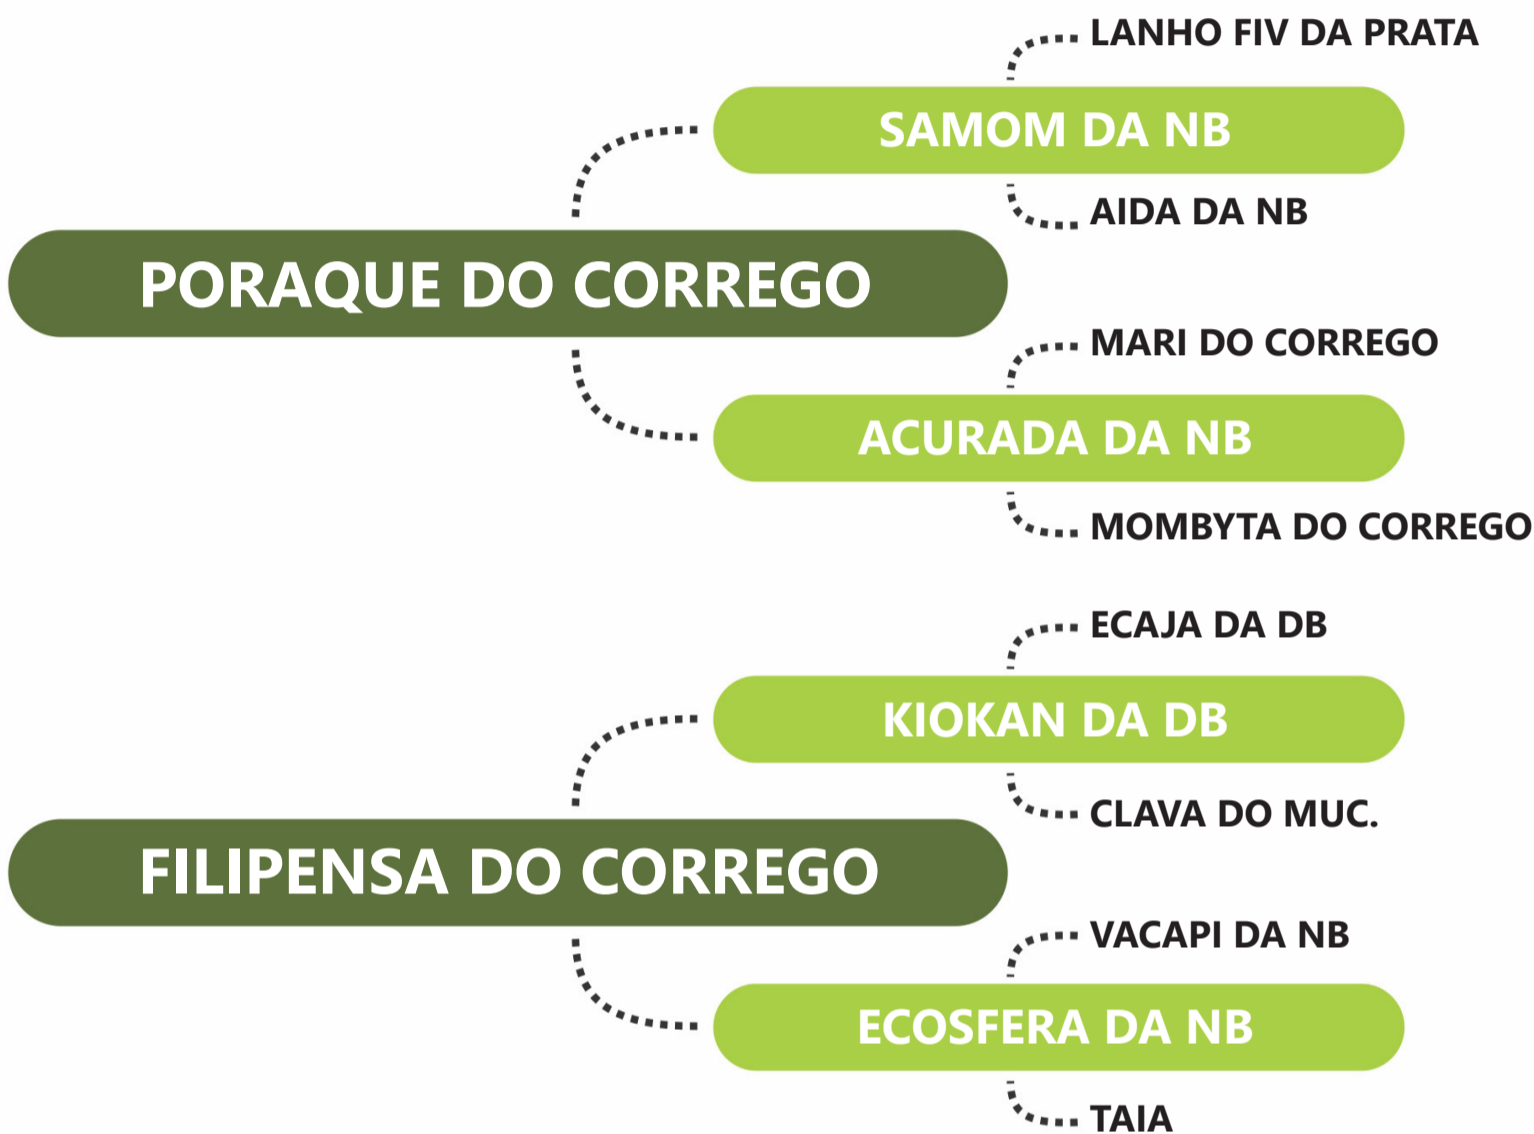 LANHO FIV DA PRATA
SAMOM DA NB
AIDA DA NB
PORAQUE DO CORREGO
MARI DO CORREGO
ACURADA DA NB
MOMBYTA DO CORREGO
ECAJA DA DB
KIOKAN DA DB
CLAVA DO MUC.
FILIPENSA DO CORREGO
VACAPI DA NB
ECOSFERA DA NB
TAIA